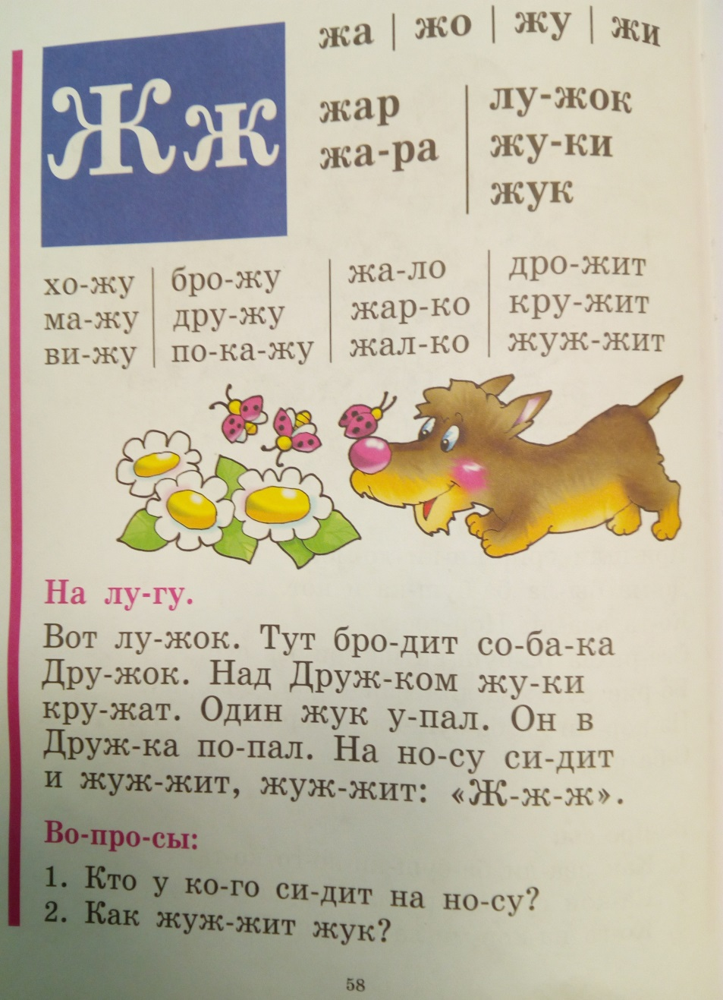 Жж
жа | жо | жу | жи
жар | лу-жок
жа-ра | жу-ки
жук
хо-жу | бро-жу | жа-ло | дро-жит
ма-жу | дру-жу | жар-ко | кру-жит
ви-жу | по-ка-жу | жал-ко | жуж-жит
На лу-гу.
Вот лу-жок. Тут бро-дит со-ба-ка
Дру-жок. Над Друж-ком жу-ки
кру-жат. Один жук у-пал. Он в
Друж-ка по-пал. На но-су си-дит
и жуж-жит, жуж-жит: «Ж-ж-ж».
Во-про-сы:
1. Кто у ко-го си-дит на но-су?
2. Как жуж-жит жук?
58